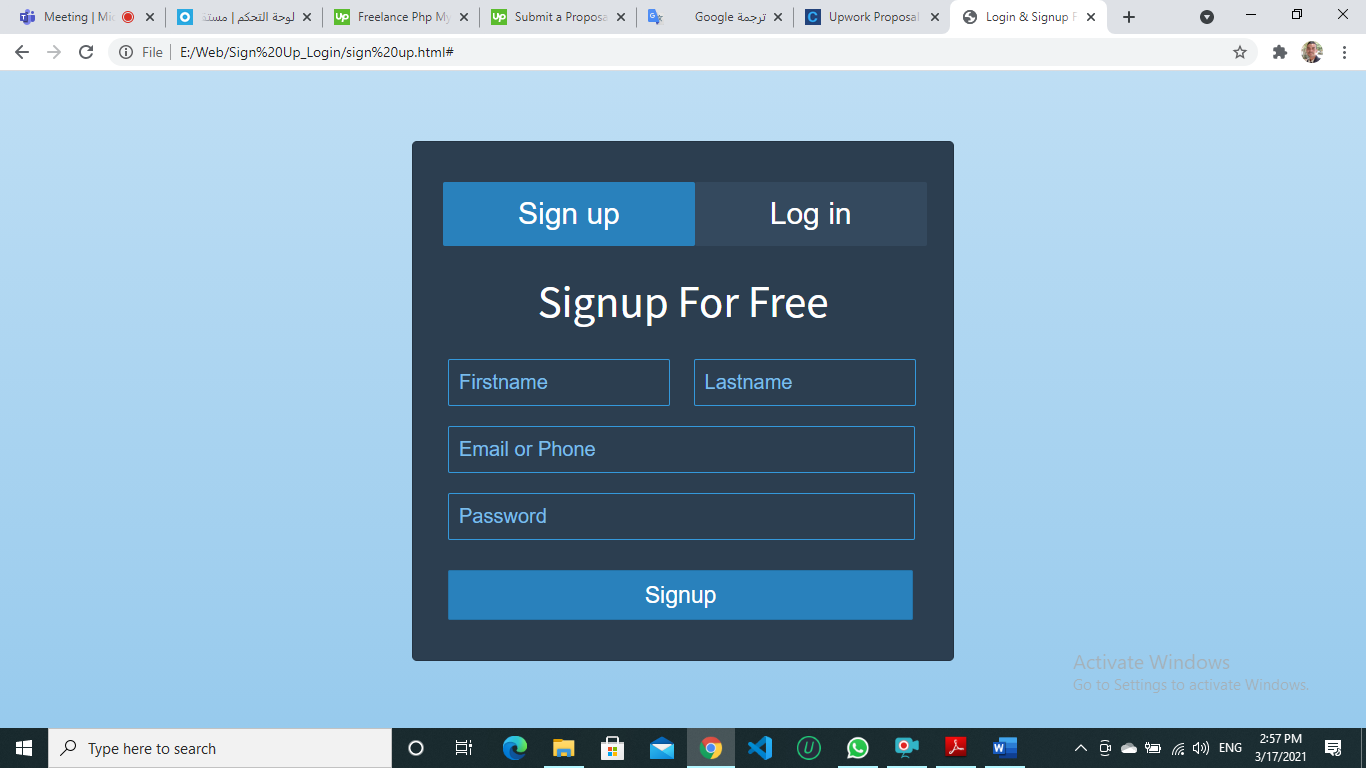 Meeting | Mic
لوحة التحكم | مستق
Freelance Php My
Submit a Proposa
ترجمة Google
Upwork Proposal
Login & Signup F
File
E:/Web/Sign%20Up_Login/sign%20up.html#
Sign up
Log in
Signup For Free
Firstname
Lastname
Email or Phone
Password
Signup
Activate Windows
Go to Settings to activate Windows.
Type here to search
ENG
2:57 PM
3/17/2021